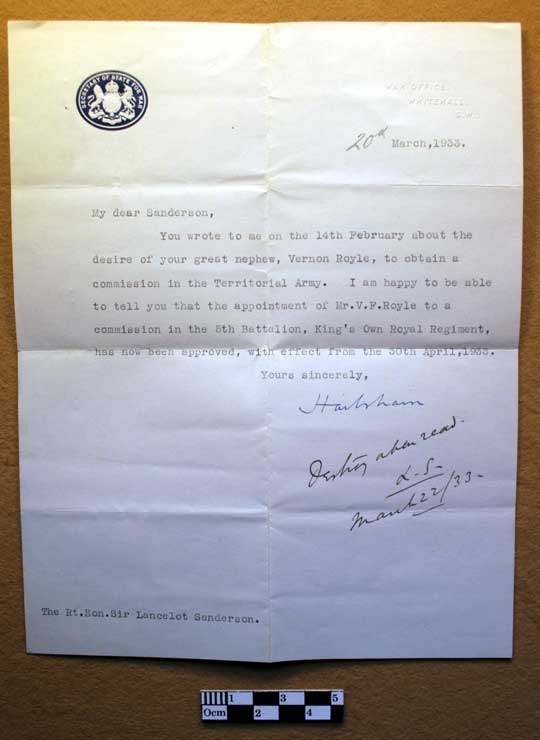 SECRETARY OF STATE FOR WAR
WAR OFFICE.
WHITEHALL.
S.W.1.
20th March,1933.
My dear Sanderson,
You wrote to me on the 14th February about the
desire of your great nephew, Vernon Royle, to obtain a
commission in the Territorial Army. I am happy to be able
to tell you that the appointment of Mr.V.F.Royle to a
commission in the 5th Battalion, King's Own Royal Regiment,
has now been approved, with effect from the 30th April,1933.
Yours sincerely,
Hailsham
Destroy when read.
L.S.
March 22/33.
The Rt.Hon.Sir Lancelot Sanderson.
1 3 5
0cm 2 4